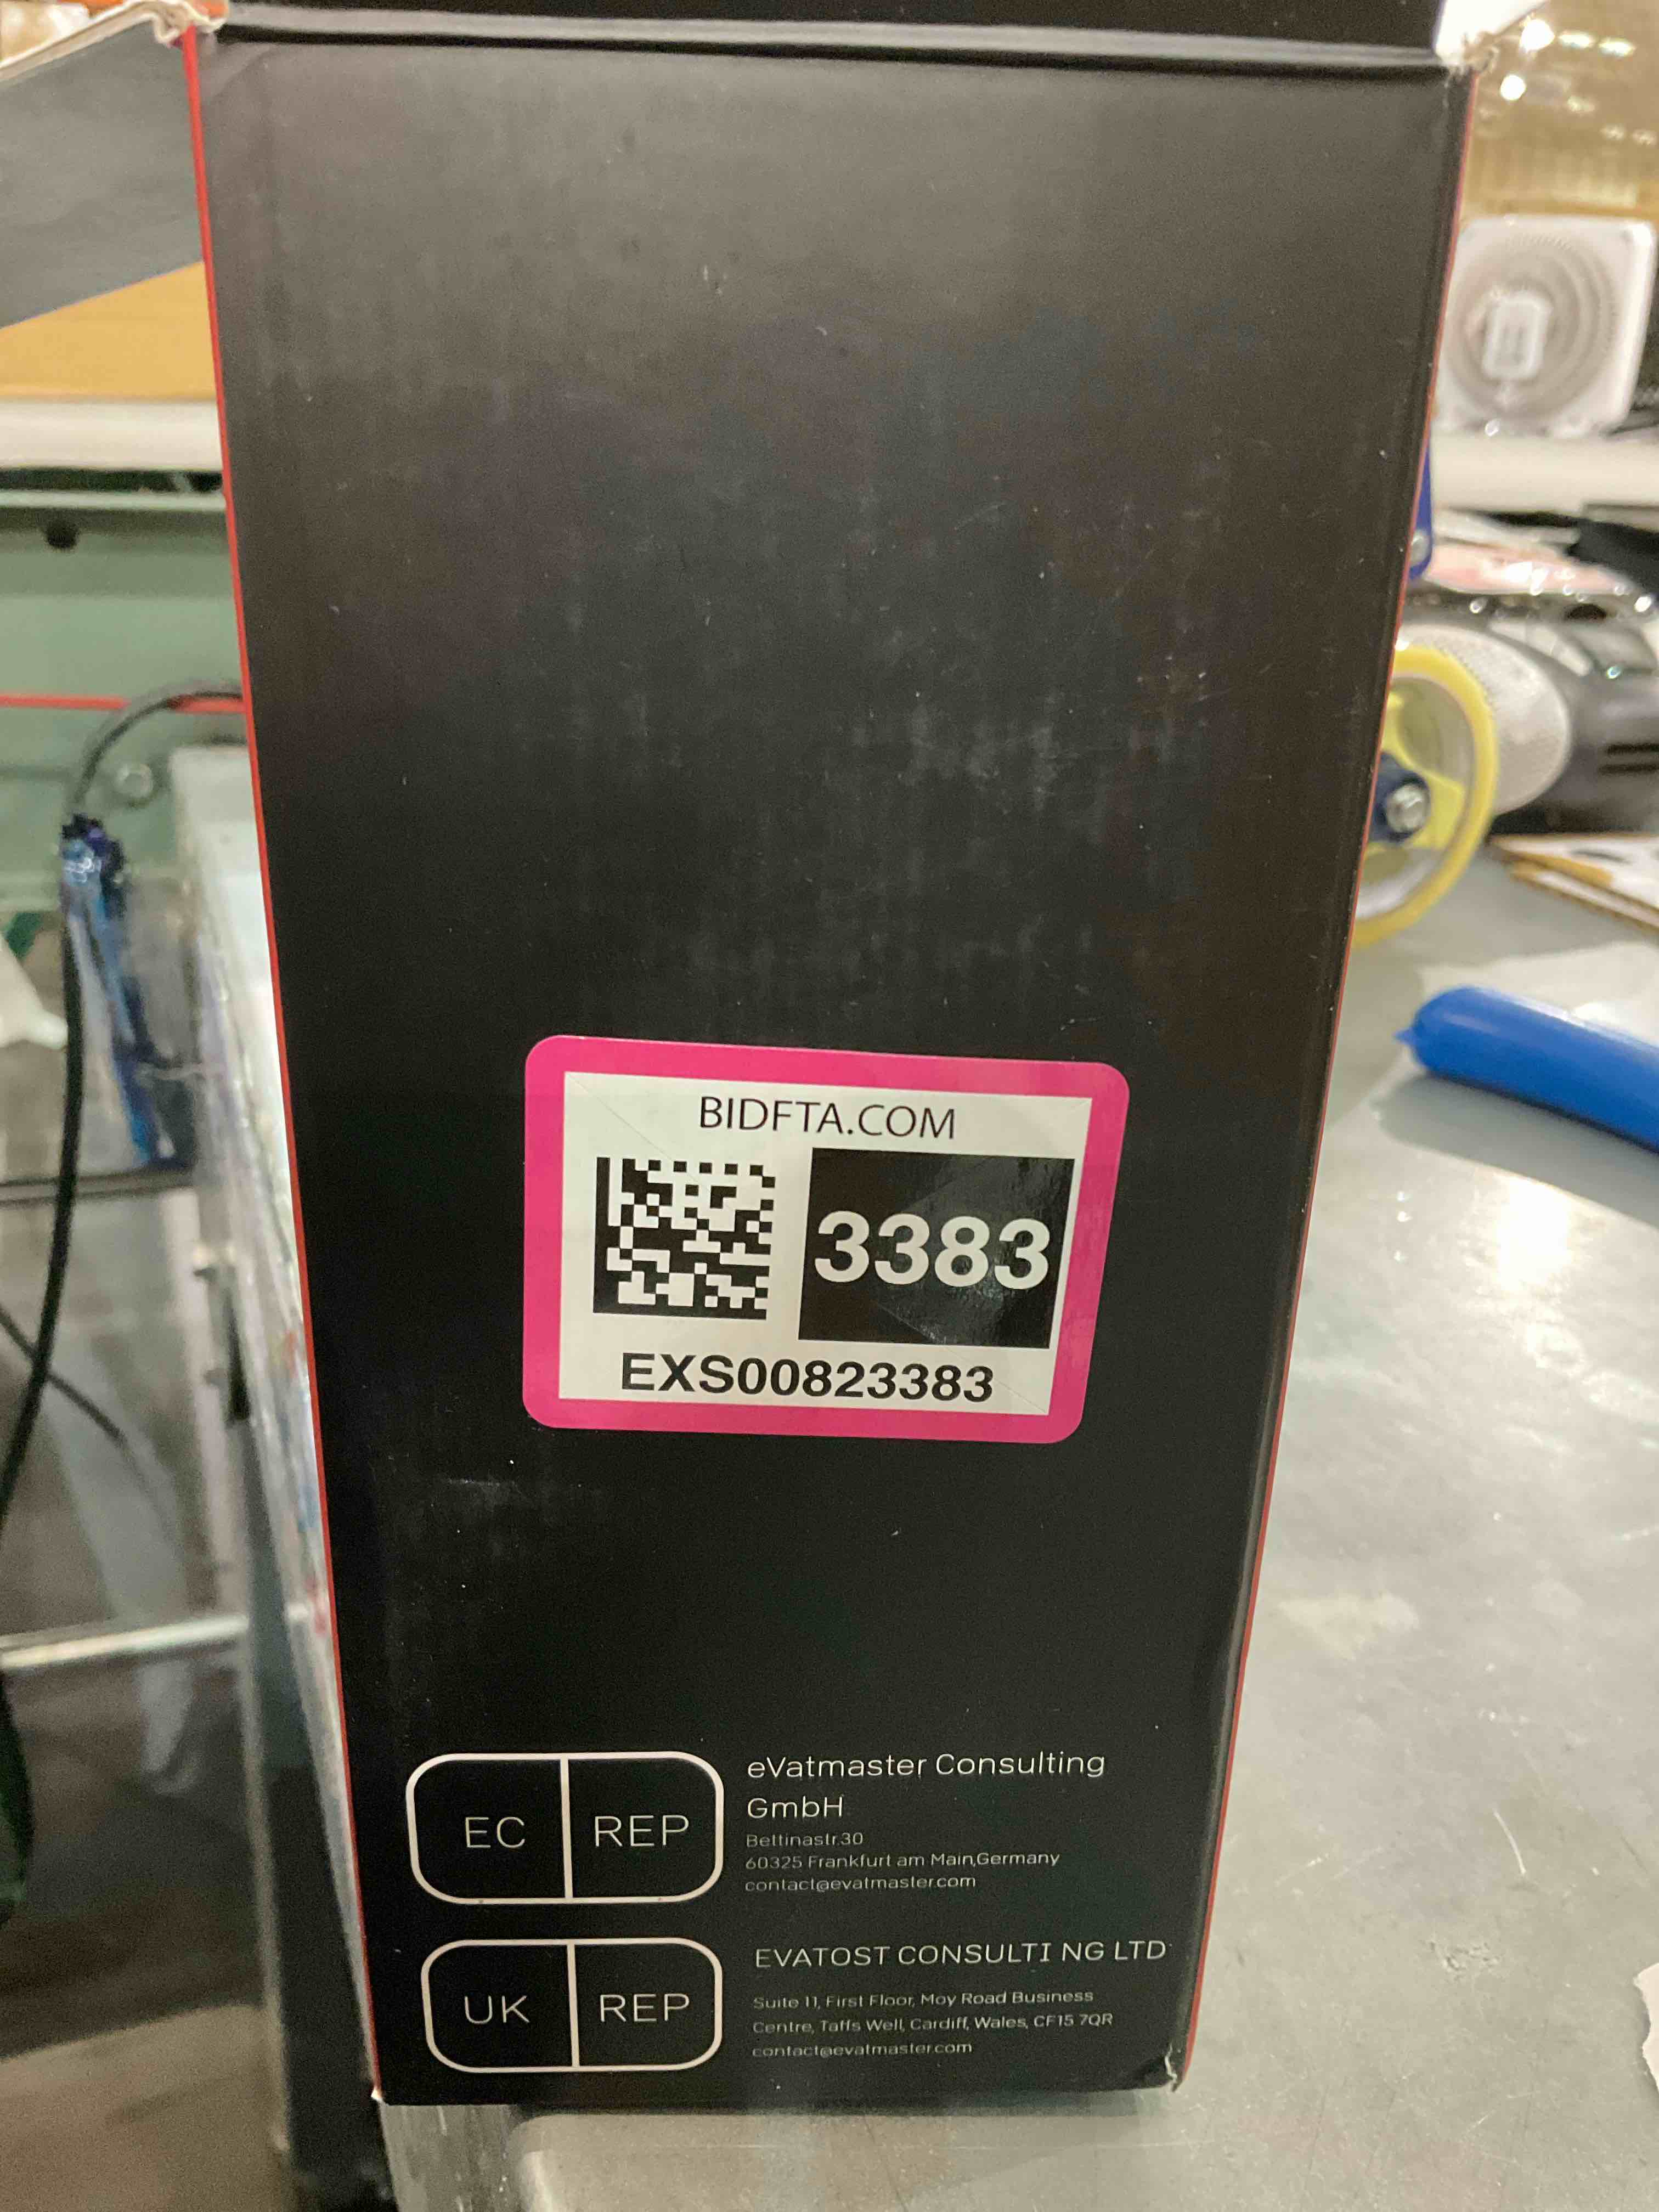 BIDFTA.COM
3383
EXS00823383
EC REP
eVatmaster Consulting
GmbH
Bettinastr.30
60325 Frankfurt am Main,Germany
contact@evatmaster.com
UK REP
EVATOST CONSULTI NG LTD
Suite 11, First Floor, Moy Road Business
Centre, Taffs Well, Cardiff, Wales, CF15 7QR
contact@evatmaster.com